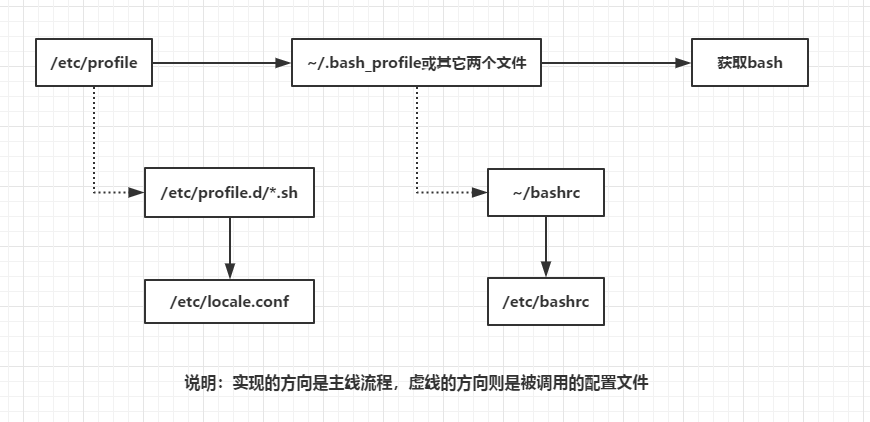 /etc/profile
~/.bash_profile或其它两个文件
获取bash
/etc/profile.d/*.sh
~/bashrc
/etc/locale.conf
/etc/bashrc
说明：实现的方向是主线流程，虚线的方向则是被调用的配置文件